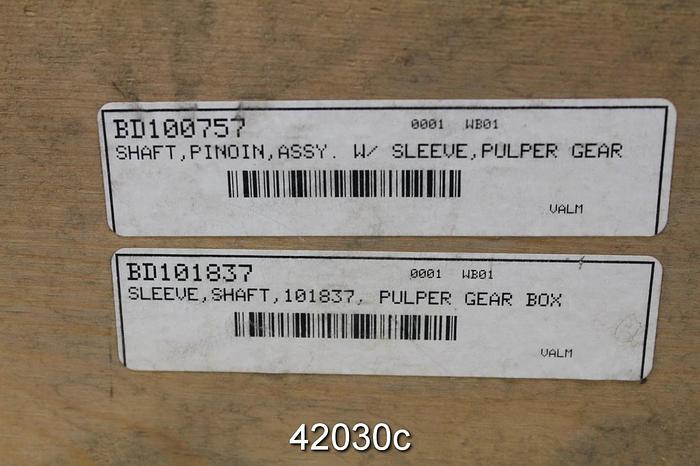 BD100757 0001 WB01
SHAFT,PINOIN,ASSY. W/ SLEEVE,PULPER GEAR
VALM
BD101837 0001 WB01
SLEEVE,SHAFT,101837, PULPER GEAR BOX
VALM
42030c